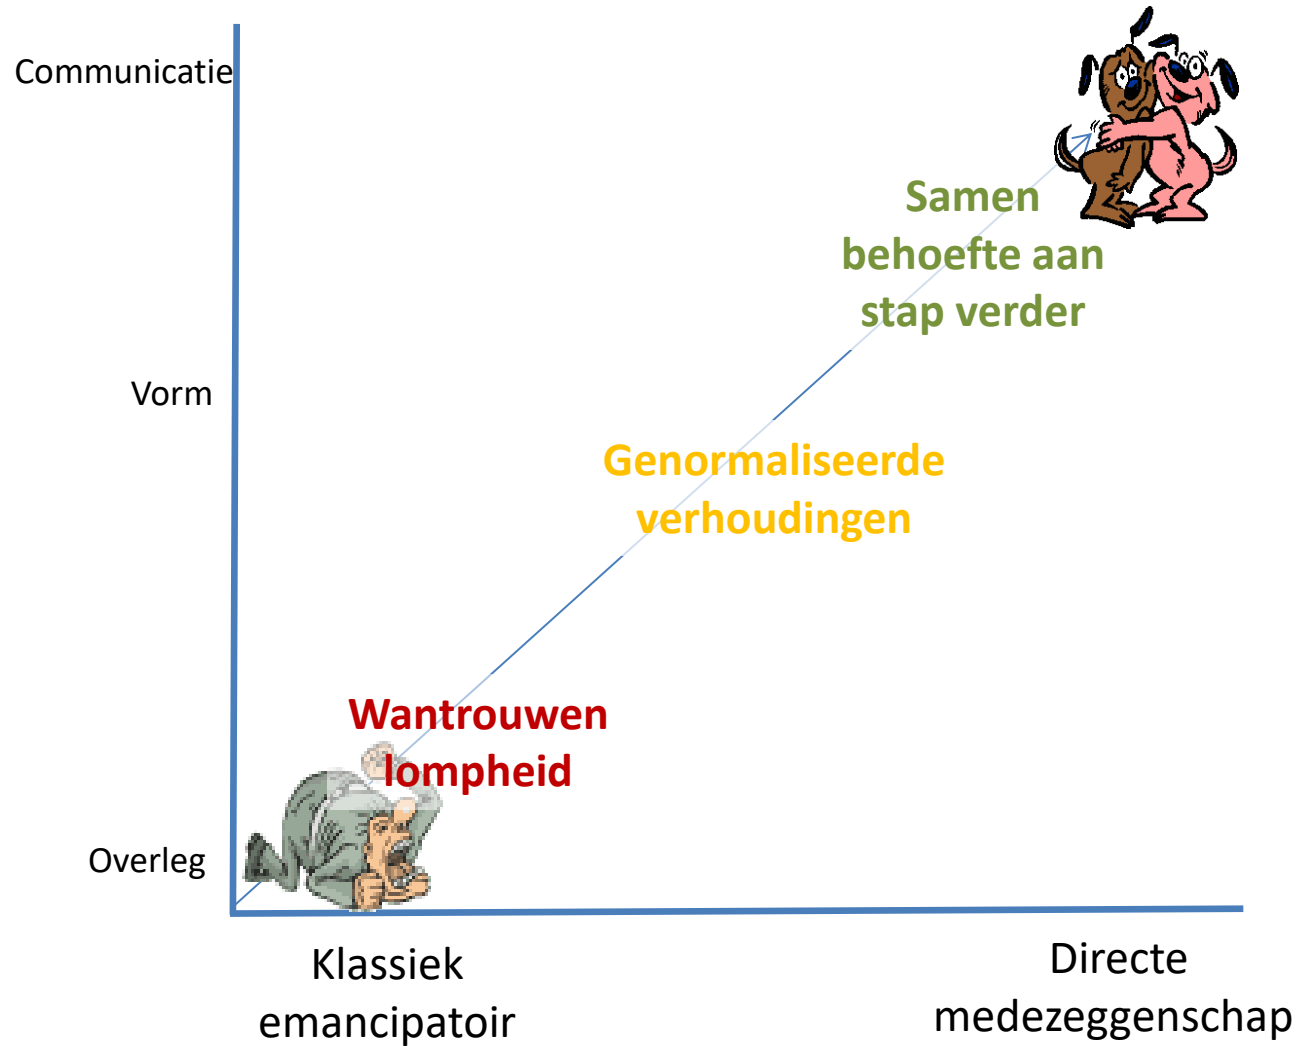 Communicatie
Samen
behoefte aan
stap verder
Vorm
Genormaliseerde
verhoudingen
Wantrouwen
lompheid
Overleg
Klassiek
emancipatoir
Directe
medezeggenschap